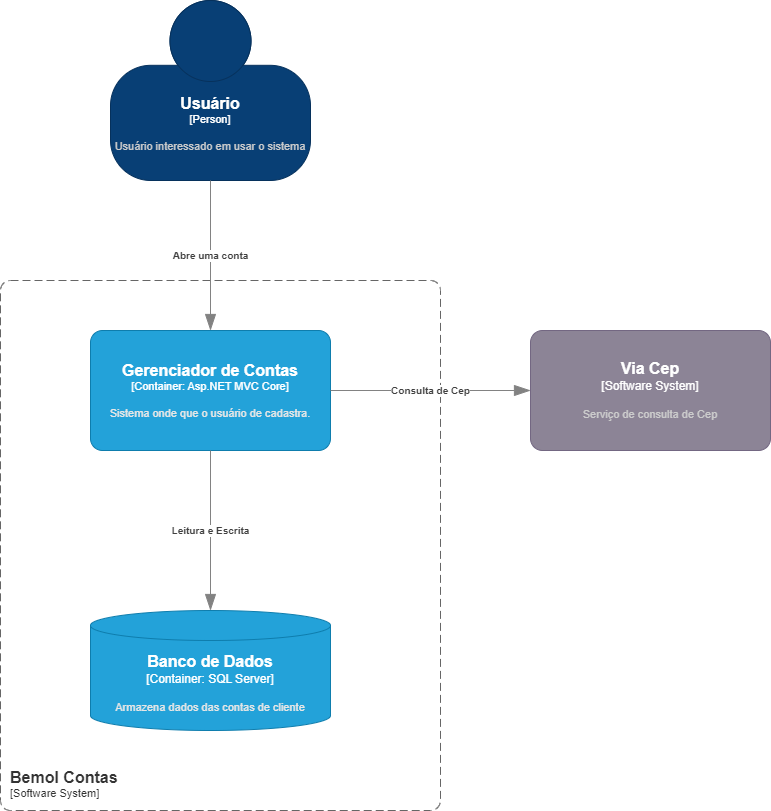 Usuário
[Person]
Usuário interessado em usar o sistema
Abre uma conta
Gerenciador de Contas
[Container: Asp.NET MVC Core]
Sistema onde que o usuário de cadastra.
Consulta de Cep
Via Cep
[Software System]
Serviço de consulta de Cep
Leitura e Escrita
Banco de Dados
[Container: SQL Server]
Armazena dados das contas de cliente
Bemol Contas
[Software System]